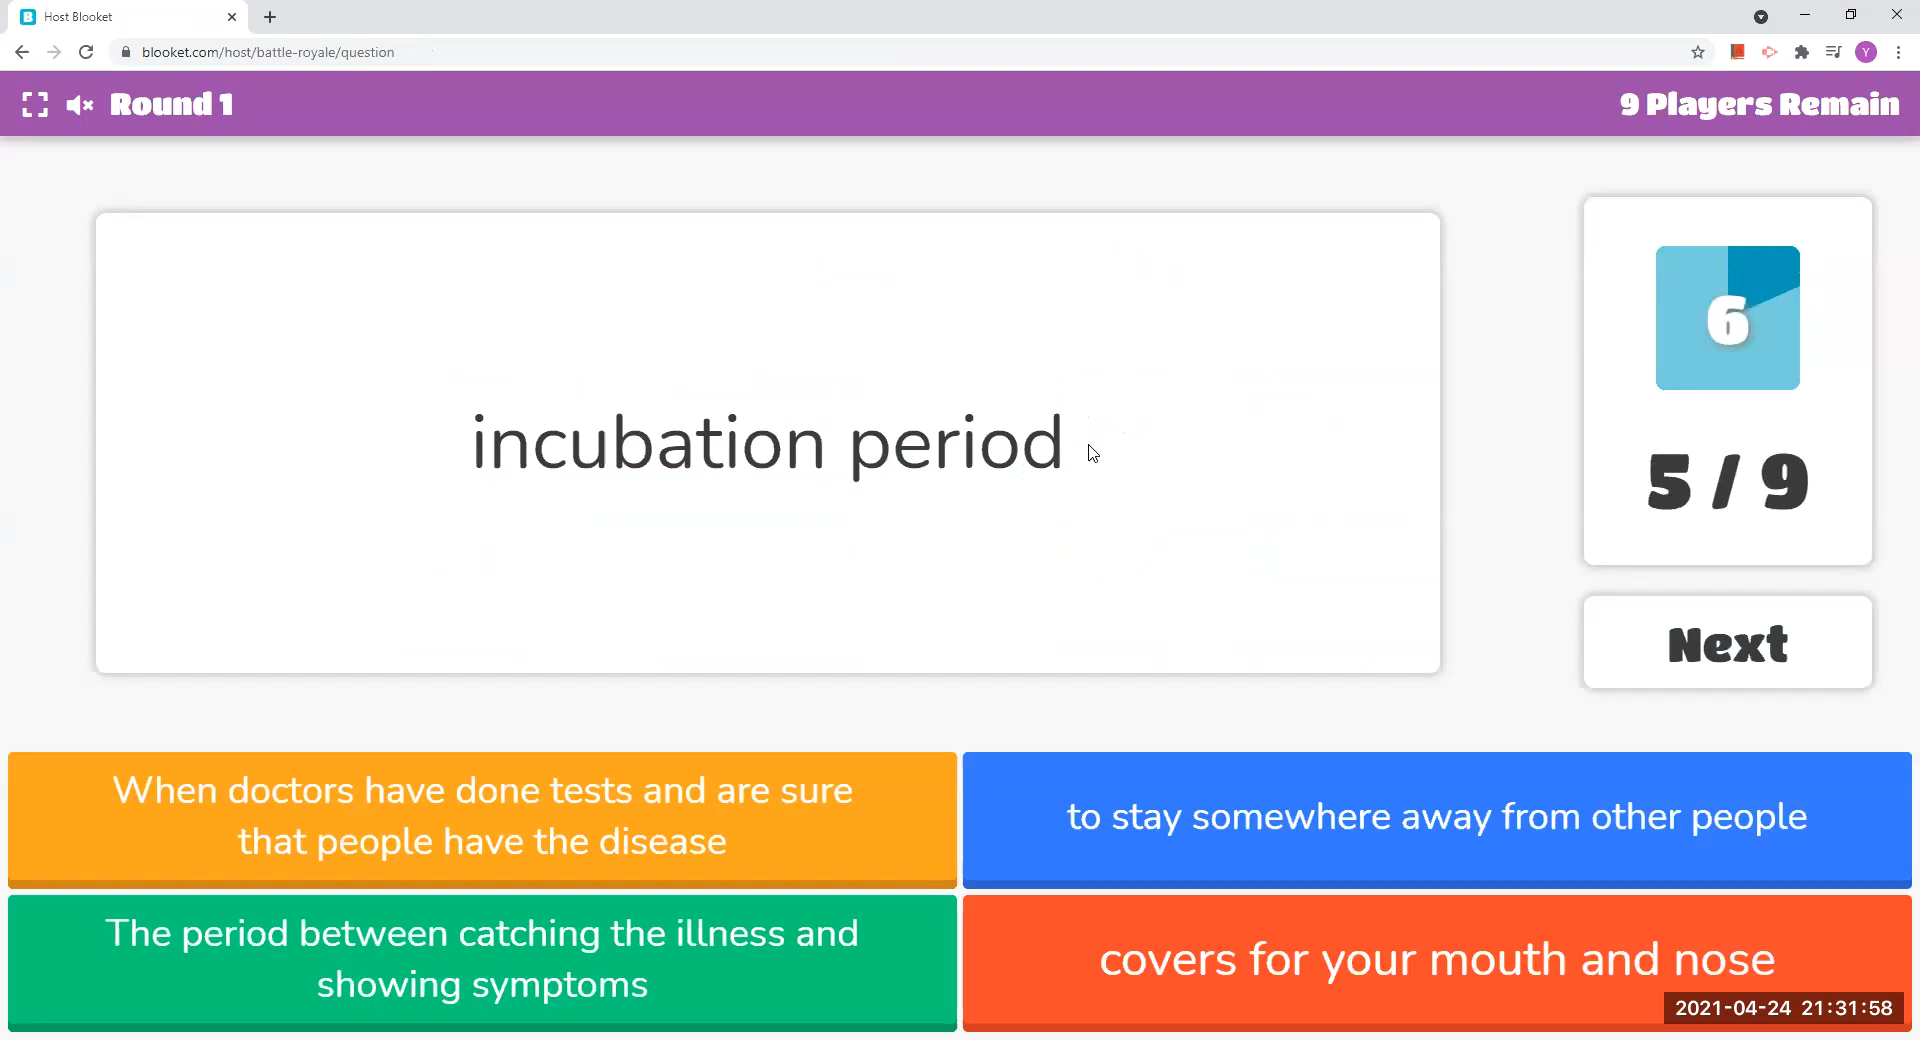 Host Blooket
blooket.com/host/battle-royale/question
Y
Round 1
9 Players Remain
6
incubation period
5 / 9
Next
When doctors have done tests and are sure
that people have the disease
to stay somewhere away from other people
The period between catching the illness and
showing symptoms
covers for your mouth and nose
2021-04-24 21:31:58